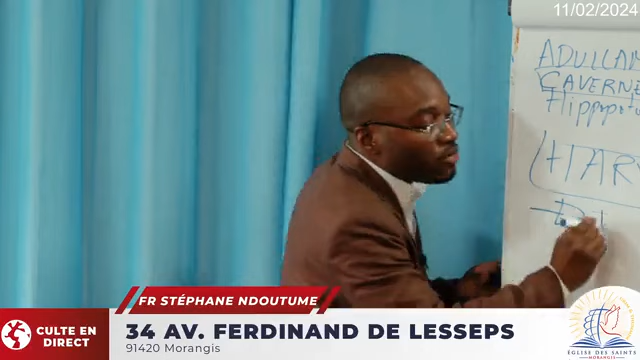 11/02/2024
ADULLAM
CAVERNE
FR STÉPHANE NDOUTUME
CULTE EN
DIRECT
34 AV. FERDINAND DE LESSEPS
91420 Morangis
ÉGLISE DES SAINTS
MORANGIS